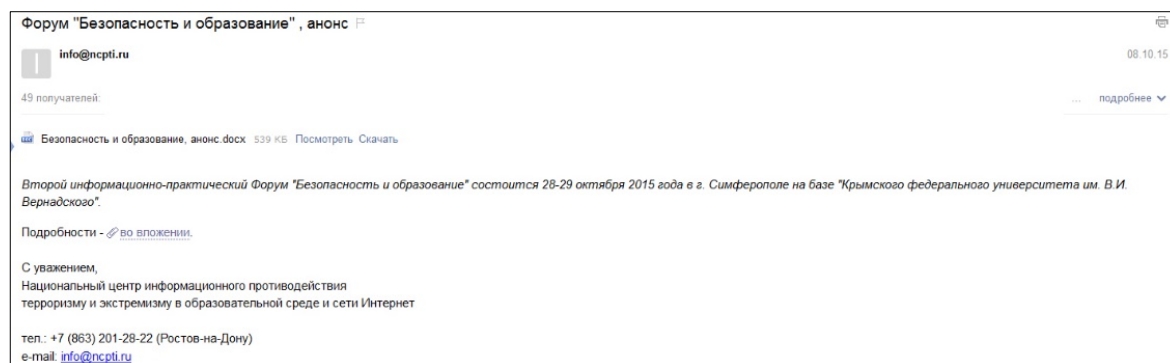 Форум "Безопасность и образование" , анонс
info@ncpti.ru
08.10.15
49 получателей:
... подробнее
Безопасность и образование, анонс.docx 539 КБ Посмотреть Скачать
Второй информационно-практический Форум "Безопасность и образование" состоится 28-29 октября 2015 года в г. Симферополе на базе "Крымского федерального университета им. В.И.
Вернадского".
Подробности - во вложении.
С уважением,
Национальный центр информационного противодействия
терроризму и экстремизму в образовательной среде и сети Интернет
тел.: +7 (863) 201-28-22 (Ростов-на-Дону)
e-mail: info@ncpti.ru